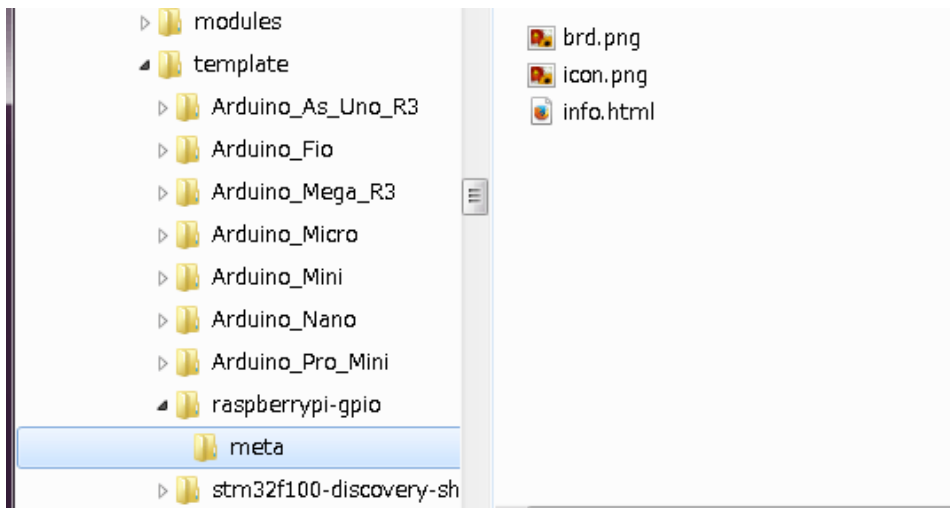 modules
template
Arduino_As_Uno_R3
Arduino_Fio
Arduino_Mega_R3
Arduino_Micro
Arduino_Mini
Arduino_Nano
Arduino_Pro_Mini
raspberrypi-gpio
meta
stm32f100-discovery-sh
brd.png
icon.png
info.html